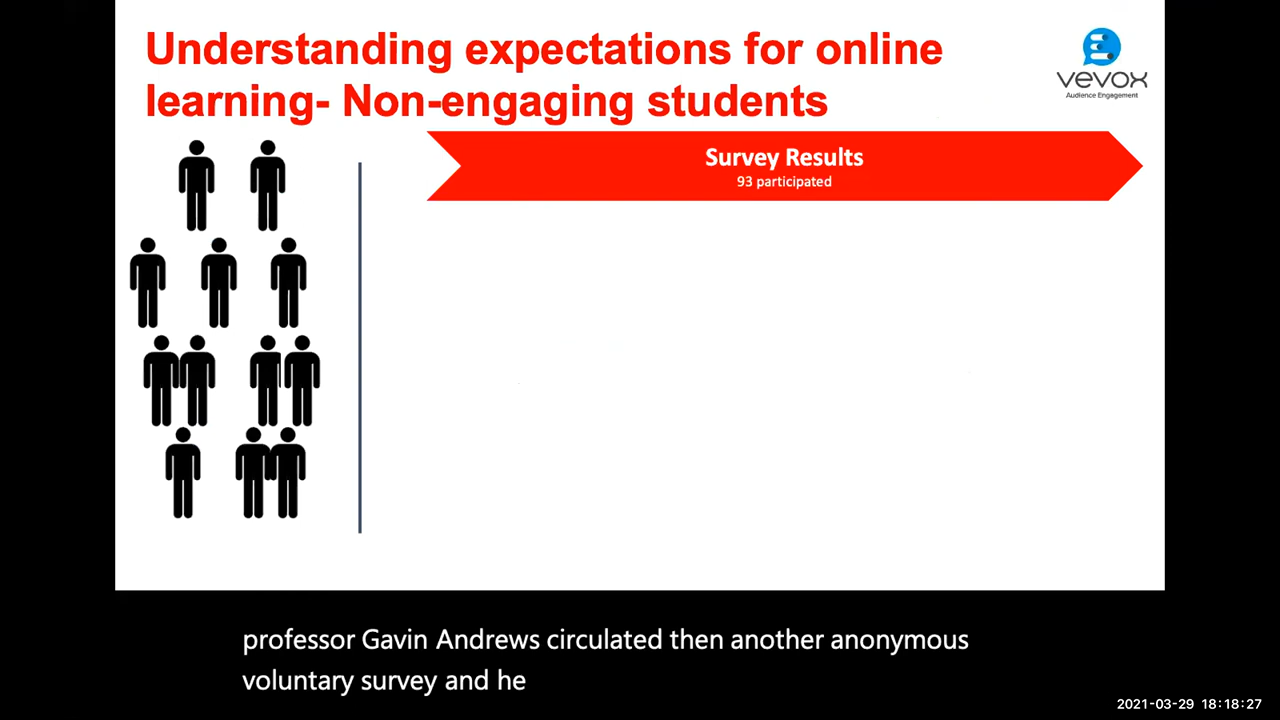 Understanding expectations for online
learning- Non-engaging students
vevox
Audience Engagement
Survey Results
93 participated
professor Gavin Andrews circulated then another anonymous
voluntary survey and he
2021-03-29 18:18:27